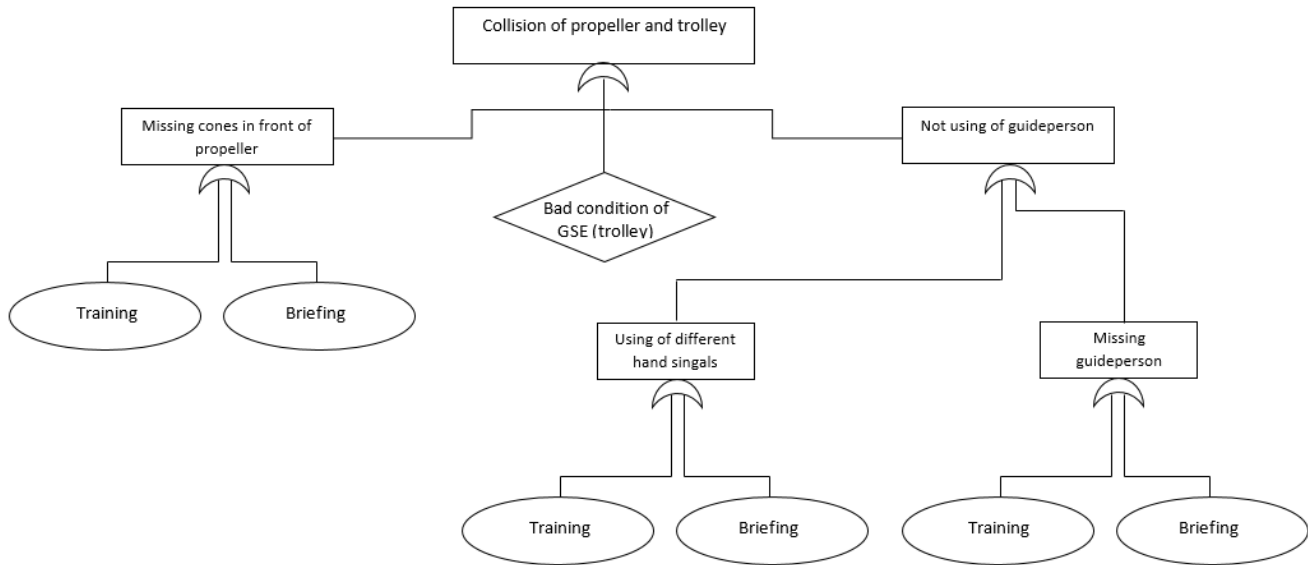 Collision of propeller and trolley
Missing cones in front of
propeller
Not using of guideperson
Bad condition of
GSE (trolley)
Training
Briefing
Using of different
hand singals
Missing
guideperson
Training
Briefing
Training
Briefing